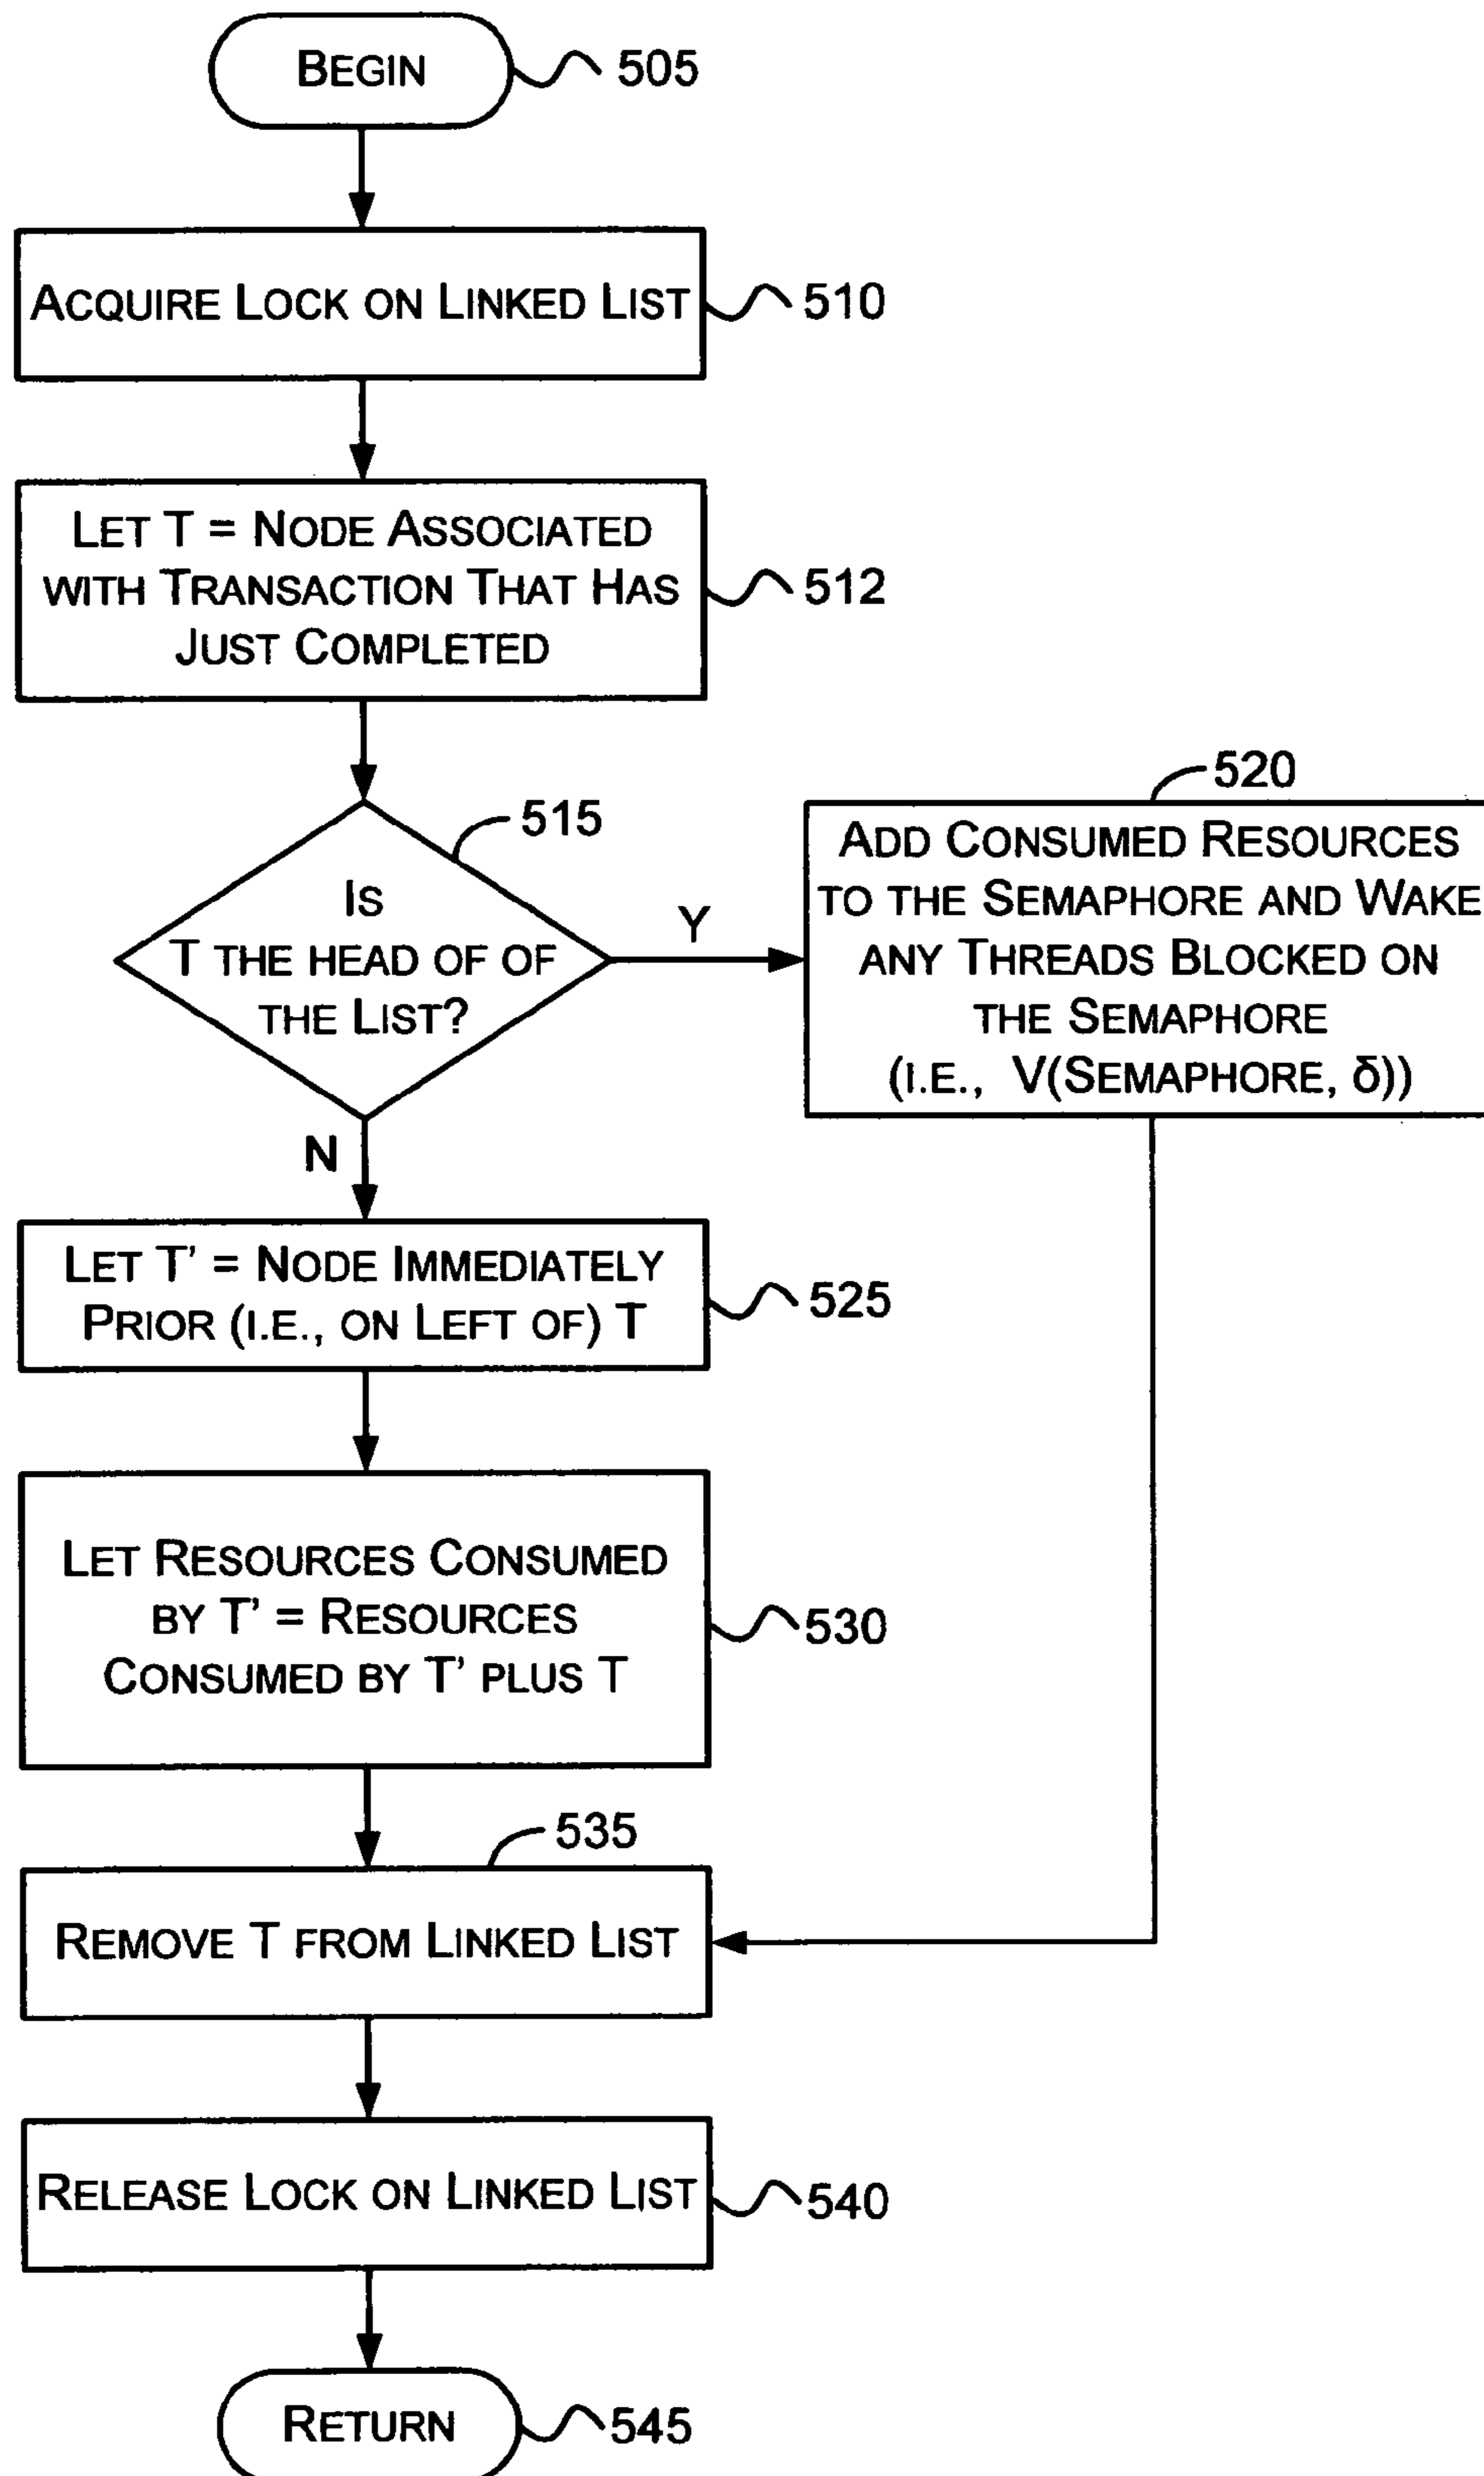 BEGIN
505
ACQUIRE LOCK ON LINKED LIST
510
LET T = NODE ASSOCIATED
WITH TRANSACTION THAT HAS
JUST COMPLETED
512
515
IS
T THE HEAD OF OF
THE LIST?
Y
N
520
ADD CONSUMED RESOURCES
TO THE SEMAPHORE AND WAKE
ANY THREADS BLOCKED ON
THE SEMAPHORE
(I.E., V(SEMAPHORE, δ))
LET T' = NODE IMMEDIATELY
PRIOR (I.E., ON LEFT OF) T
525
LET RESOURCES CONSUMED
BY T' = RESOURCES
CONSUMED BY T' PLUS T
530
535
REMOVE T FROM LINKED LIST
RELEASE LOCK ON LINKED LIST
540
RETURN
545